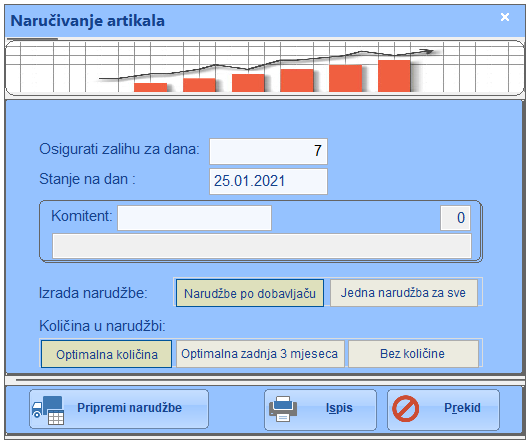 Naručivanje artikala
Osigurati zalihu za dana: 7
Stanje na dan : 25.01.2021
Komitent: 0
Izrada narudžbe: Narudžbe po dobavljaču Jedna narudžba za sve
Količina u narudžbi:
Optimalna količina Optimalna zadnja 3 mjeseca Bez količine
Pripremi narudžbe Ispis Prekid